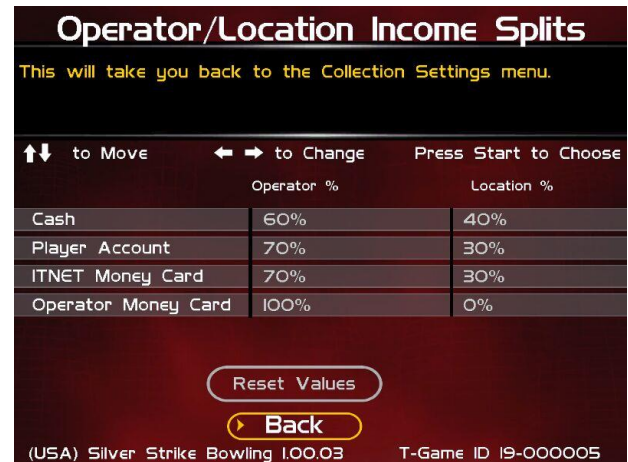 Operator/Location Income Splits
This will take you back to the Collection Settings menu.
to Move to Change Press Start to Choose
Operator % Location %
Cash 60% 40%
Player Account 70% 30%
ITNET Money Card 70% 30%
Operator Money Card 100% 0%
Reset Values
Back
(USA) Silver Strike Bowling 1.00.03 T-Game ID 19-000005